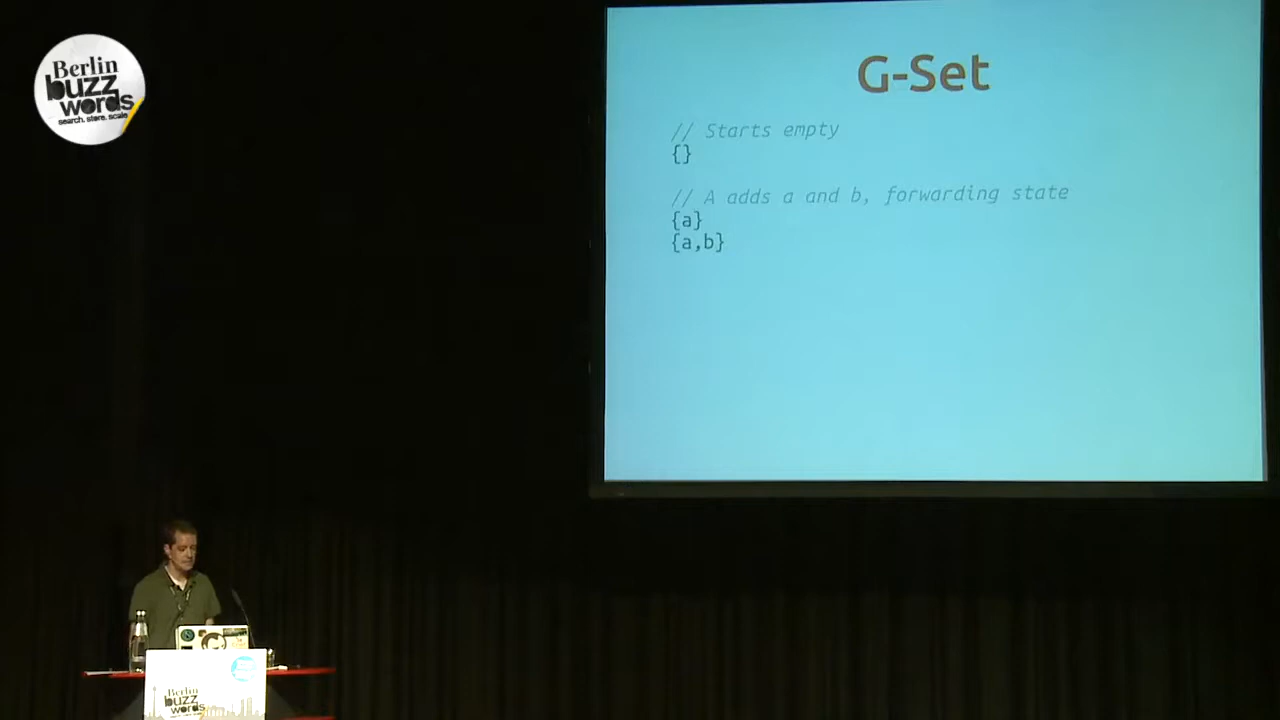 Berlin
buzz
words
search. store. scale.
G-Set
// Starts empty
{}
// A adds a and b, forwarding state
{a}
{a,b}
Berlin
buzz
words